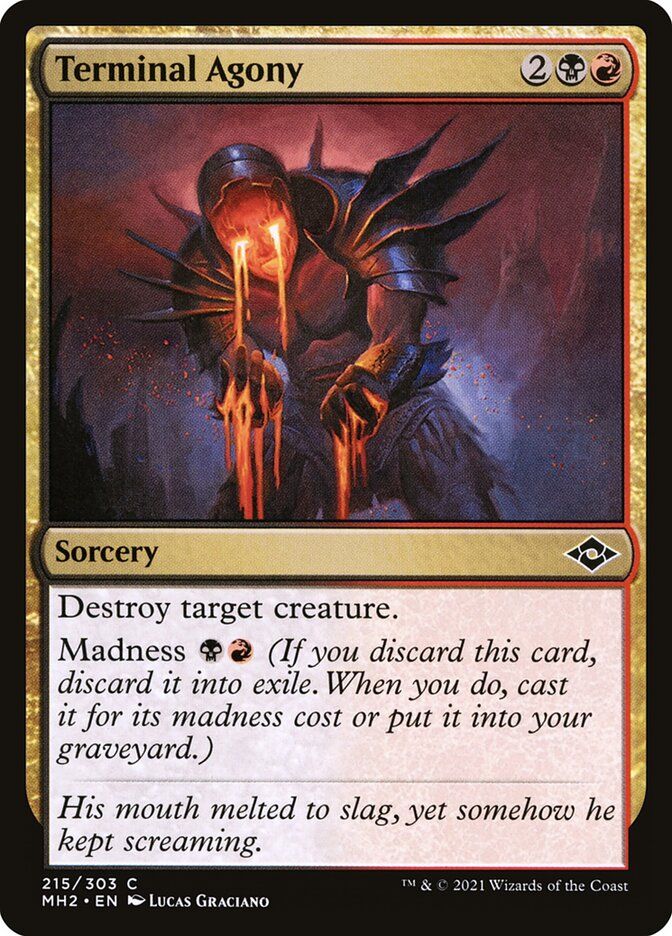 Terminal Agony 2
Sorcery
Destroy target creature.
Madness (If you discard this card,
discard it into exile. When you do, cast
it for its madness cost or put it into your
graveyard.)
His mouth melted to slag, yet somehow he
kept screaming.
215/303 C
MH2 • EN Lucas Graciano
™ & © 2021 Wizards of the Coast